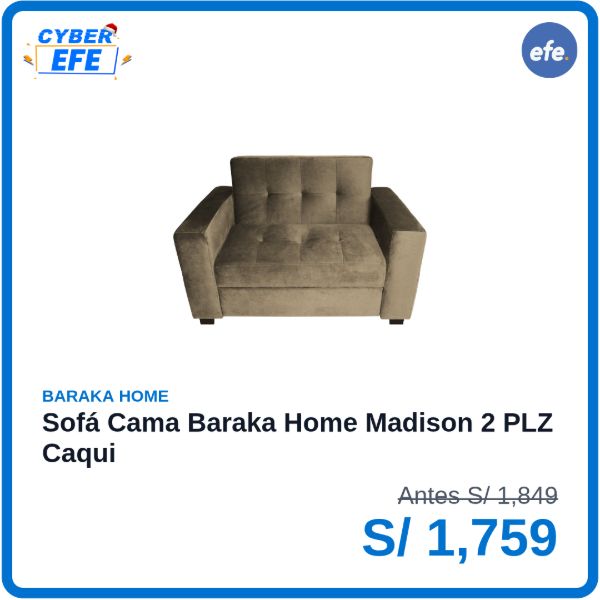 CYBER
EFE
efe.
BARAKA HOME
Sofá Cama Baraka Home Madison 2 PLZ
Caqui
Antes S/ 1,849
S/ 1,759